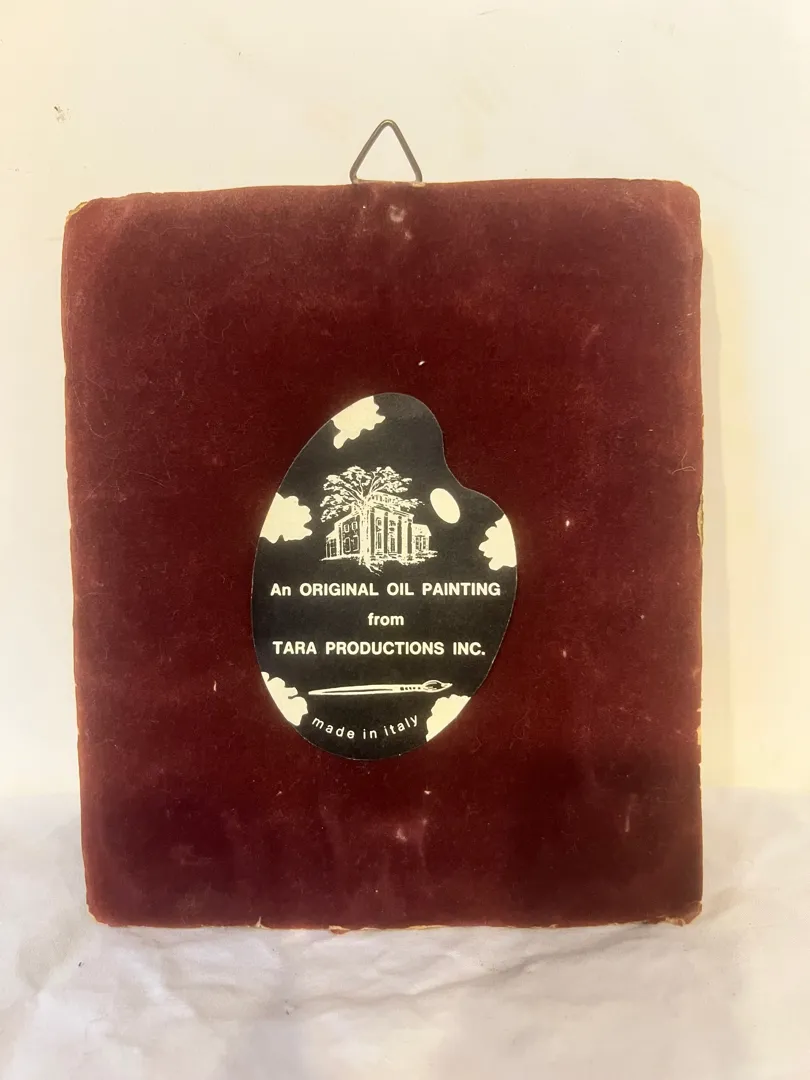 An ORIGINAL OIL PAINTING
from
TARA PRODUCTIONS INC.
made in italy